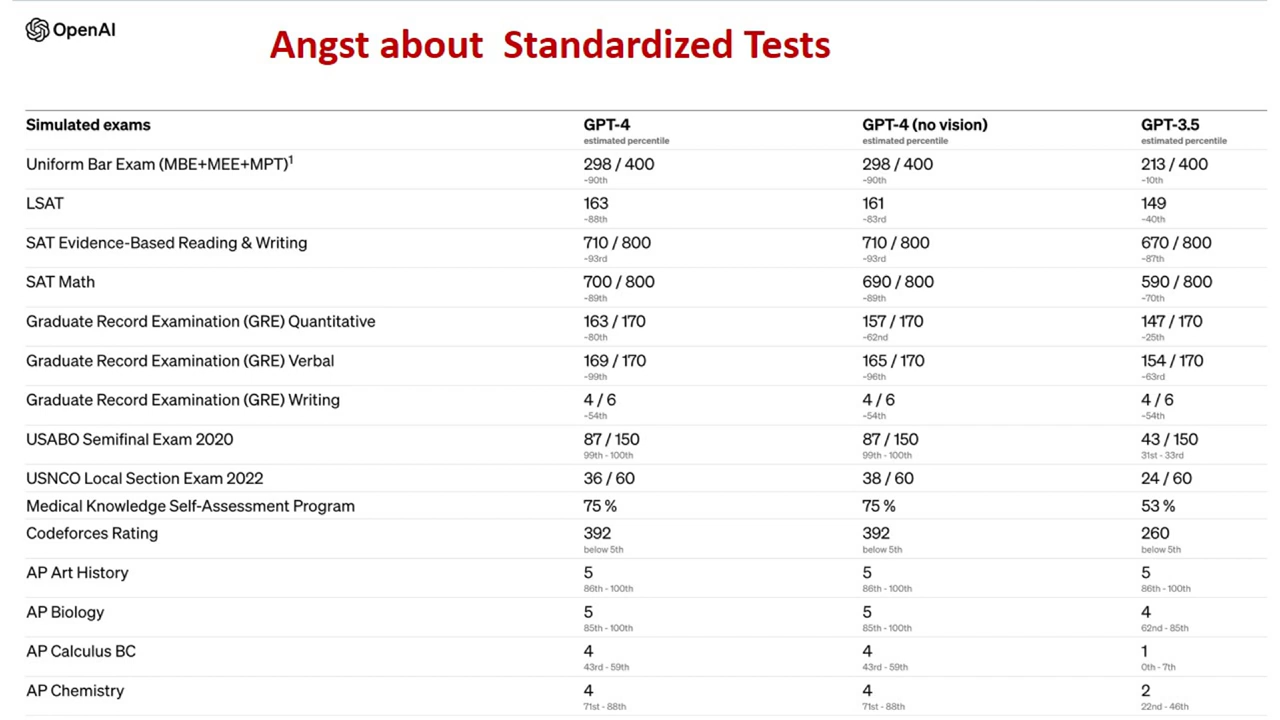 OpenAI
Angst about Standardized Tests
Simulated exams GPT-4 GPT-4 (no vision) GPT-3.5
estimated percentile estimated percentile estimated percentile
Uniform Bar Exam (MBE+MEE+MPT)¹ 298 / 400 298 / 400 213 / 400
~90th ~90th ~10th
LSAT 163 161 149
~88th ~83rd ~40th
SAT Evidence-Based Reading & Writing 710 / 800 710 / 800 670 / 800
~93rd ~93rd ~87th
SAT Math 700 / 800 690 / 800 590 / 800
~89th ~89th ~70th
Graduate Record Examination (GRE) Quantitative 163 / 170 157 / 170 147 / 170
~80th ~62nd ~25th
Graduate Record Examination (GRE) Verbal 169 / 170 165 / 170 154 / 170
~99th ~96th ~63rd
Graduate Record Examination (GRE) Writing 4 / 6 4 / 6 4 / 6
~54th ~54th ~54th
USABO Semifinal Exam 2020 87 / 150 87 / 150 43 / 150
99th - 100th 99th - 100th 31st - 33rd
USNCO Local Section Exam 2022 36 / 60 38 / 60 24 / 60
Medical Knowledge Self-Assessment Program 75 % 75 % 53 %
Codeforces Rating 392 392 260
below 5th below 5th below 5th
AP Art History 5 5 5
86th - 100th 86th - 100th 86th - 100th
AP Biology 5 5 4
85th - 100th 85th - 100th 62nd - 85th
AP Calculus BC 4 4 1
43rd - 59th 43rd - 59th 0th - 7th
AP Chemistry 4 4 2
71st - 88th 71st - 88th 22nd - 46th